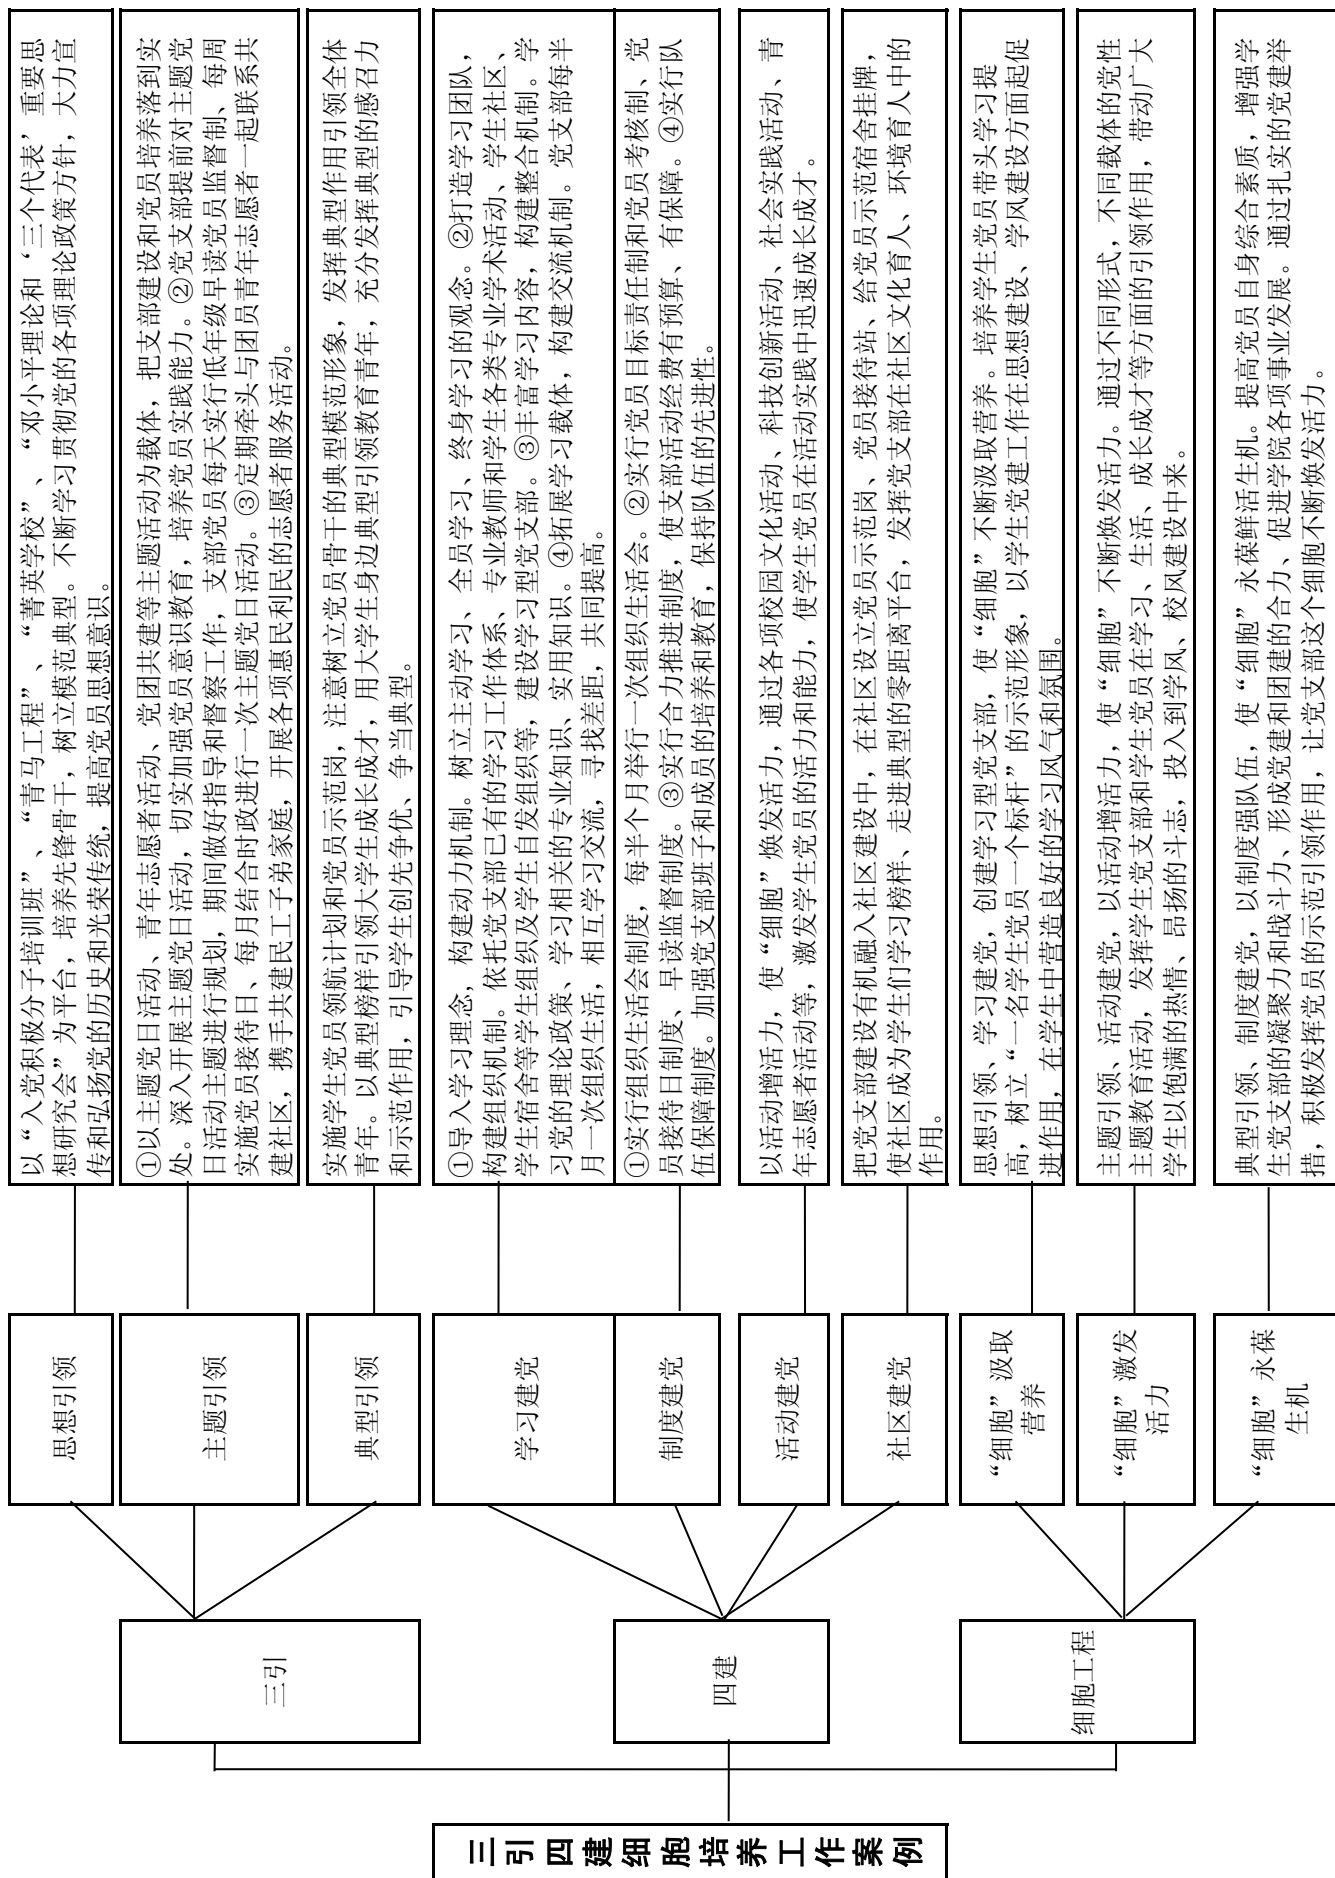 三引四建细胞培养工作案例
三引
思想引领
以“入党积极分子培训班”、“青马工程”、“菁英学校”、“邓小平理论和‘三个代表’重要思
想研究会”为平台，培养先锋骨干，树立模范典型。不断学习贯彻党的各项理论政策方针，大力宣
传和弘扬党的历史和光荣传统，提高党员思想意识。
主题引领
①以主题党日活动、青年志愿者活动、党团共建等主题活动为载体，把支部建设和党员培养落到实
处。深入开展主题党日活动，切实加强党员意识教育，培养党员实践能力。②党支部提前对主题党
日活动主题进行规划，期间做好指导和督察工作，支部党员每天实行低年级早读党员监督制、每周
实施党员接待日、每月结合时政进行一次主题党日活动。③定期牵头与团员青年志愿者一起联系共
建社区，携手共建民工子弟家庭，开展各项惠民利民的志愿者服务活动。
典型引领
实施学生党员领航计划和党员示范岗，注意树立党员骨干的典型模范形象，发挥典型作用引领全体
青年。以典型榜样引领大学生成长成才，用大学生身边典型引领教育青年，充分发挥典型的感召力
和示范作用，引导学生创先争优、争当典型。
四建
学习建党
①导入学习理念，构建动力机制。树立主动学习、全员学习、终身学习的观念。②打造学习团队，
构建组织机制。依托党支部已有的学习工作体系、专业教师和学生各类专业学术活动、学生社区、
学生宿舍等学生组织及学生自发组织等，建设学习型党支部。③丰富学习内容，构建整合机制。学
习党的理论政策、学习相关的专业知识、实用知识。④拓展学习载体，构建交流机制。党支部每半
月一次组织生活，相互学习交流，寻找差距，共同提高。
制度建党
①实行组织生活会制度，每半个月举行一次组织生活会。②实行党员目标责任制和党员考核制、党
员接待日制度、早读监督制度。③实行合力推进制度，使支部活动经费有预算、有保障。④实行队
伍保障制度。加强党支部班子和成员的培养和教育，保持队伍的先进性。
活动建党
以活动增活力，使“细胞”焕发活力，通过各项校园文化活动、科技创新活动、社会实践活动、青
年志愿者活动等，激发学生党员的活力和能力，使学生党员在活动实践中迅速成长成才。
社区建党
把党支部建设有机融入社区建设中，在社区设立党员示范岗、党员接待站、给党员示范宿舍挂牌，
使社区成为学生们学习榜样、走进典型的零距离平台，发挥党支部在社区文化育人、环境育人中的
作用。
细胞工程
“细胞”汲取
营养
思想引领、学习建党，创建学习型党支部，使“细胞”不断汲取营养。培养学生党员带头学习提
高，树立“一名学生党员一个标杆”的示范形象，以学生党建工作在思想建设、学风建设方面起促
进作用，在学生中营造良好的学习风气和氛围。
“细胞”激发
活力
主题引领、活动建党，以活动增活力，使“细胞”不断焕发活力。通过不同形式，不同载体的党性
主题教育活动，发挥学生党支部和学生党员在学习、生活、成长成才等方面的引领作用，带动广大
学生以饱满的热情、昂扬的斗志，投入到学风、校风建设中来。
“细胞”永葆
生机
典型引领、制度建党，以制度强队伍，使“细胞”永葆鲜活生机。提高党员自身综合素质，增强学
生党支部的凝聚力和战斗力、形成党建和团建的合力、促进学院各项事业发展。通过扎实的党建举
措，积极发挥党员的示范引领作用，让党支部这个细胞不断焕发活力。